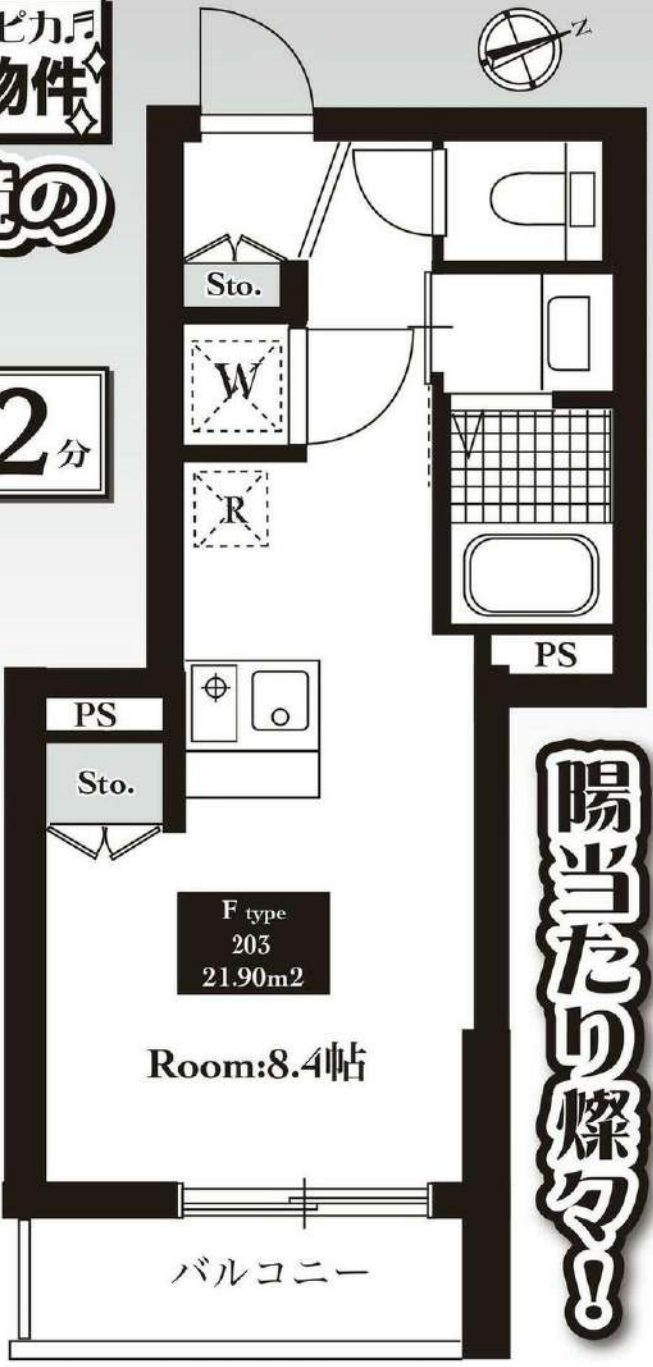 ピカ♬
物件
の
N
Sto.
W
2分
R
PS
PS
Sto.
陽当たり燦々!
F type
203
21.90m2
Room:8.4帖
バルコニー